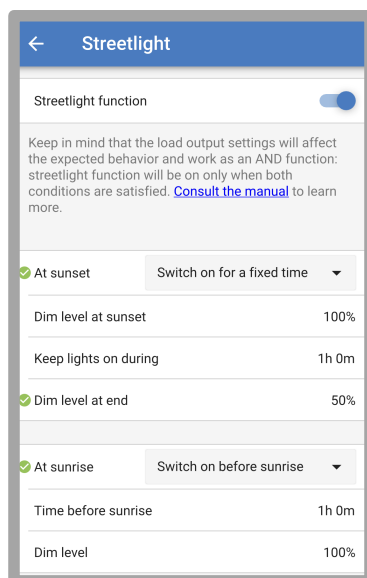 Streetlight
Streetlight function
Keep in mind that the load output settings will affect
the expected behavior and work as an AND function:
streetlight function will be on only when both
conditions are satisfied. Consult the manual to learn
more.
At sunset Switch on for a fixed time
Dim level at sunset 100%
Keep lights on during 1h 0m
Dim level at end 50%
At sunrise Switch on before sunrise
Time before sunrise 1h 0m
Dim level 100%